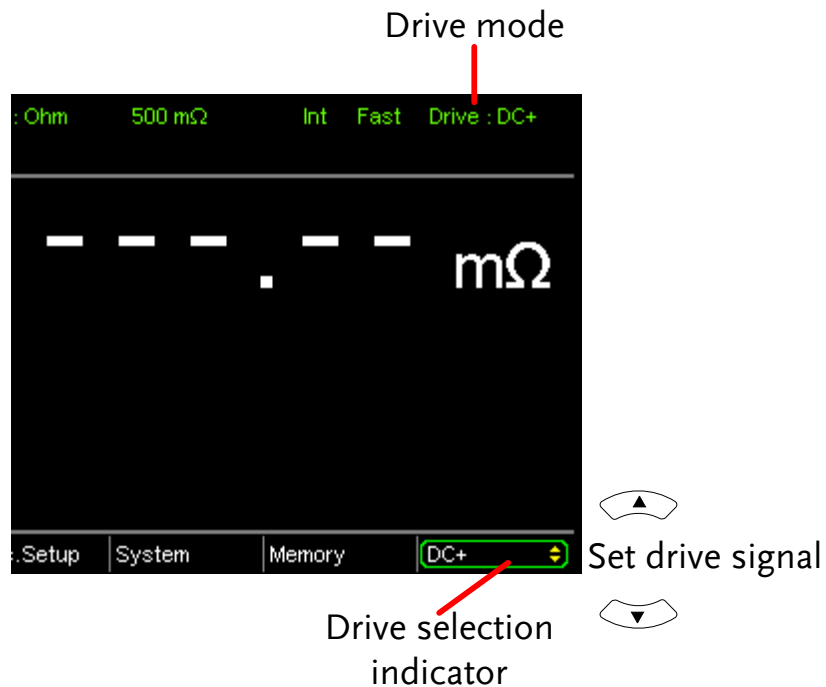 Drive mode
: Ohm 500 mΩ Int Fast Drive : DC+
---.-- mΩ
.Setup System Memory DC+
Set drive signal
Drive selection
indicator